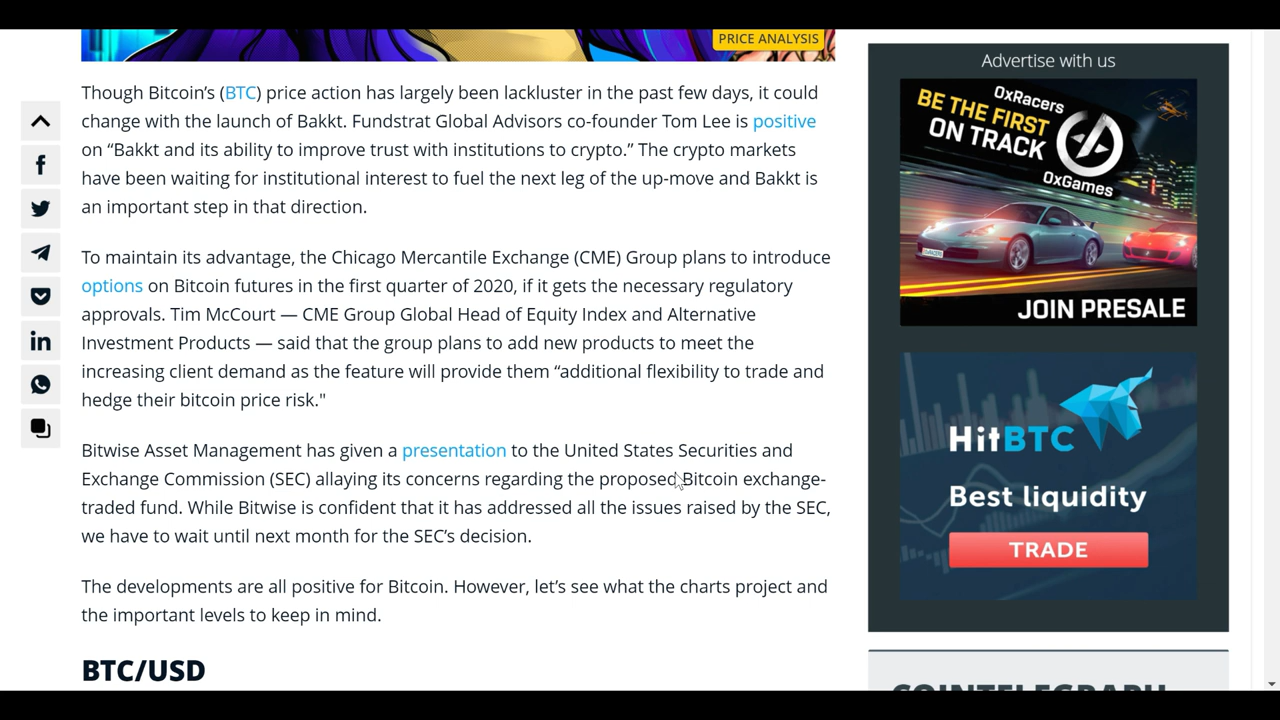 PRICE ANALYSIS
Though Bitcoin’s (BTC) price action has largely been lackluster in the past few days, it could
change with the launch of Bakkt. Fundstrat Global Advisors co-founder Tom Lee is positive
on “Bakkt and its ability to improve trust with institutions to crypto.” The crypto markets
have been waiting for institutional interest to fuel the next leg of the up-move and Bakkt is
an important step in that direction.
To maintain its advantage, the Chicago Mercantile Exchange (CME) Group plans to introduce
options on Bitcoin futures in the first quarter of 2020, if it gets the necessary regulatory
approvals. Tim McCourt — CME Group Global Head of Equity Index and Alternative
Investment Products — said that the group plans to add new products to meet the
increasing client demand as the feature will provide them “additional flexibility to trade and
hedge their bitcoin price risk."
Bitwise Asset Management has given a presentation to the United States Securities and
Exchange Commission (SEC) allaying its concerns regarding the proposed Bitcoin exchange-
traded fund. While Bitwise is confident that it has addressed all the issues raised by the SEC,
we have to wait until next month for the SEC’s decision.
The developments are all positive for Bitcoin. However, let’s see what the charts project and
the important levels to keep in mind.
BTC/USD
Advertise with us
0xRacers
BE THE FIRST
ON TRACK
0xGames
JOIN PRESALE
HitBTC
Best liquidity
TRADE
COINTELEGRAPH